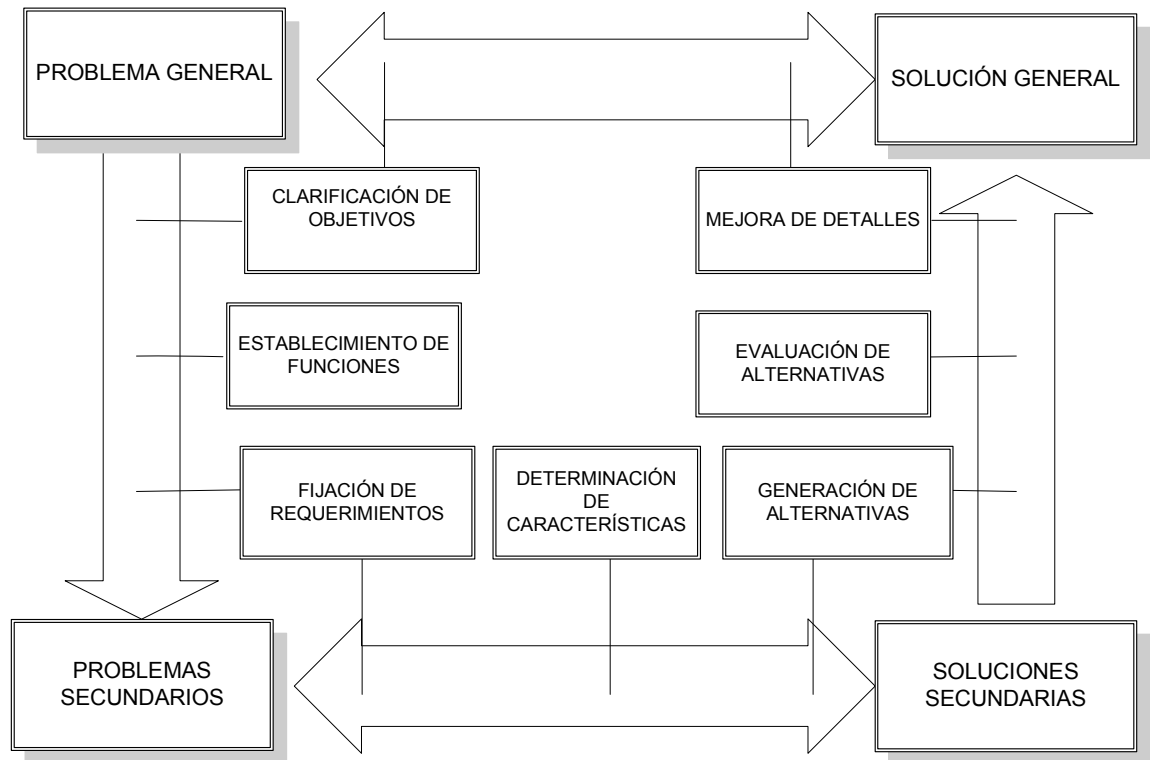 PROBLEMA GENERAL
SOLUCIÓN GENERAL
CLARIFICACIÓN DE
OBJETIVOS
MEJORA DE DETALLES
ESTABLECIMIENTO DE
FUNCIONES
EVALUACIÓN DE
ALTERNATIVAS
FIJACIÓN DE
REQUERIMIENTOS
DETERMINACIÓN
DE
CARACTERÍSTICAS
GENERACIÓN DE
ALTERNATIVAS
PROBLEMAS
SECUNDARIOS
SOLUCIONES
SECUNDARIAS